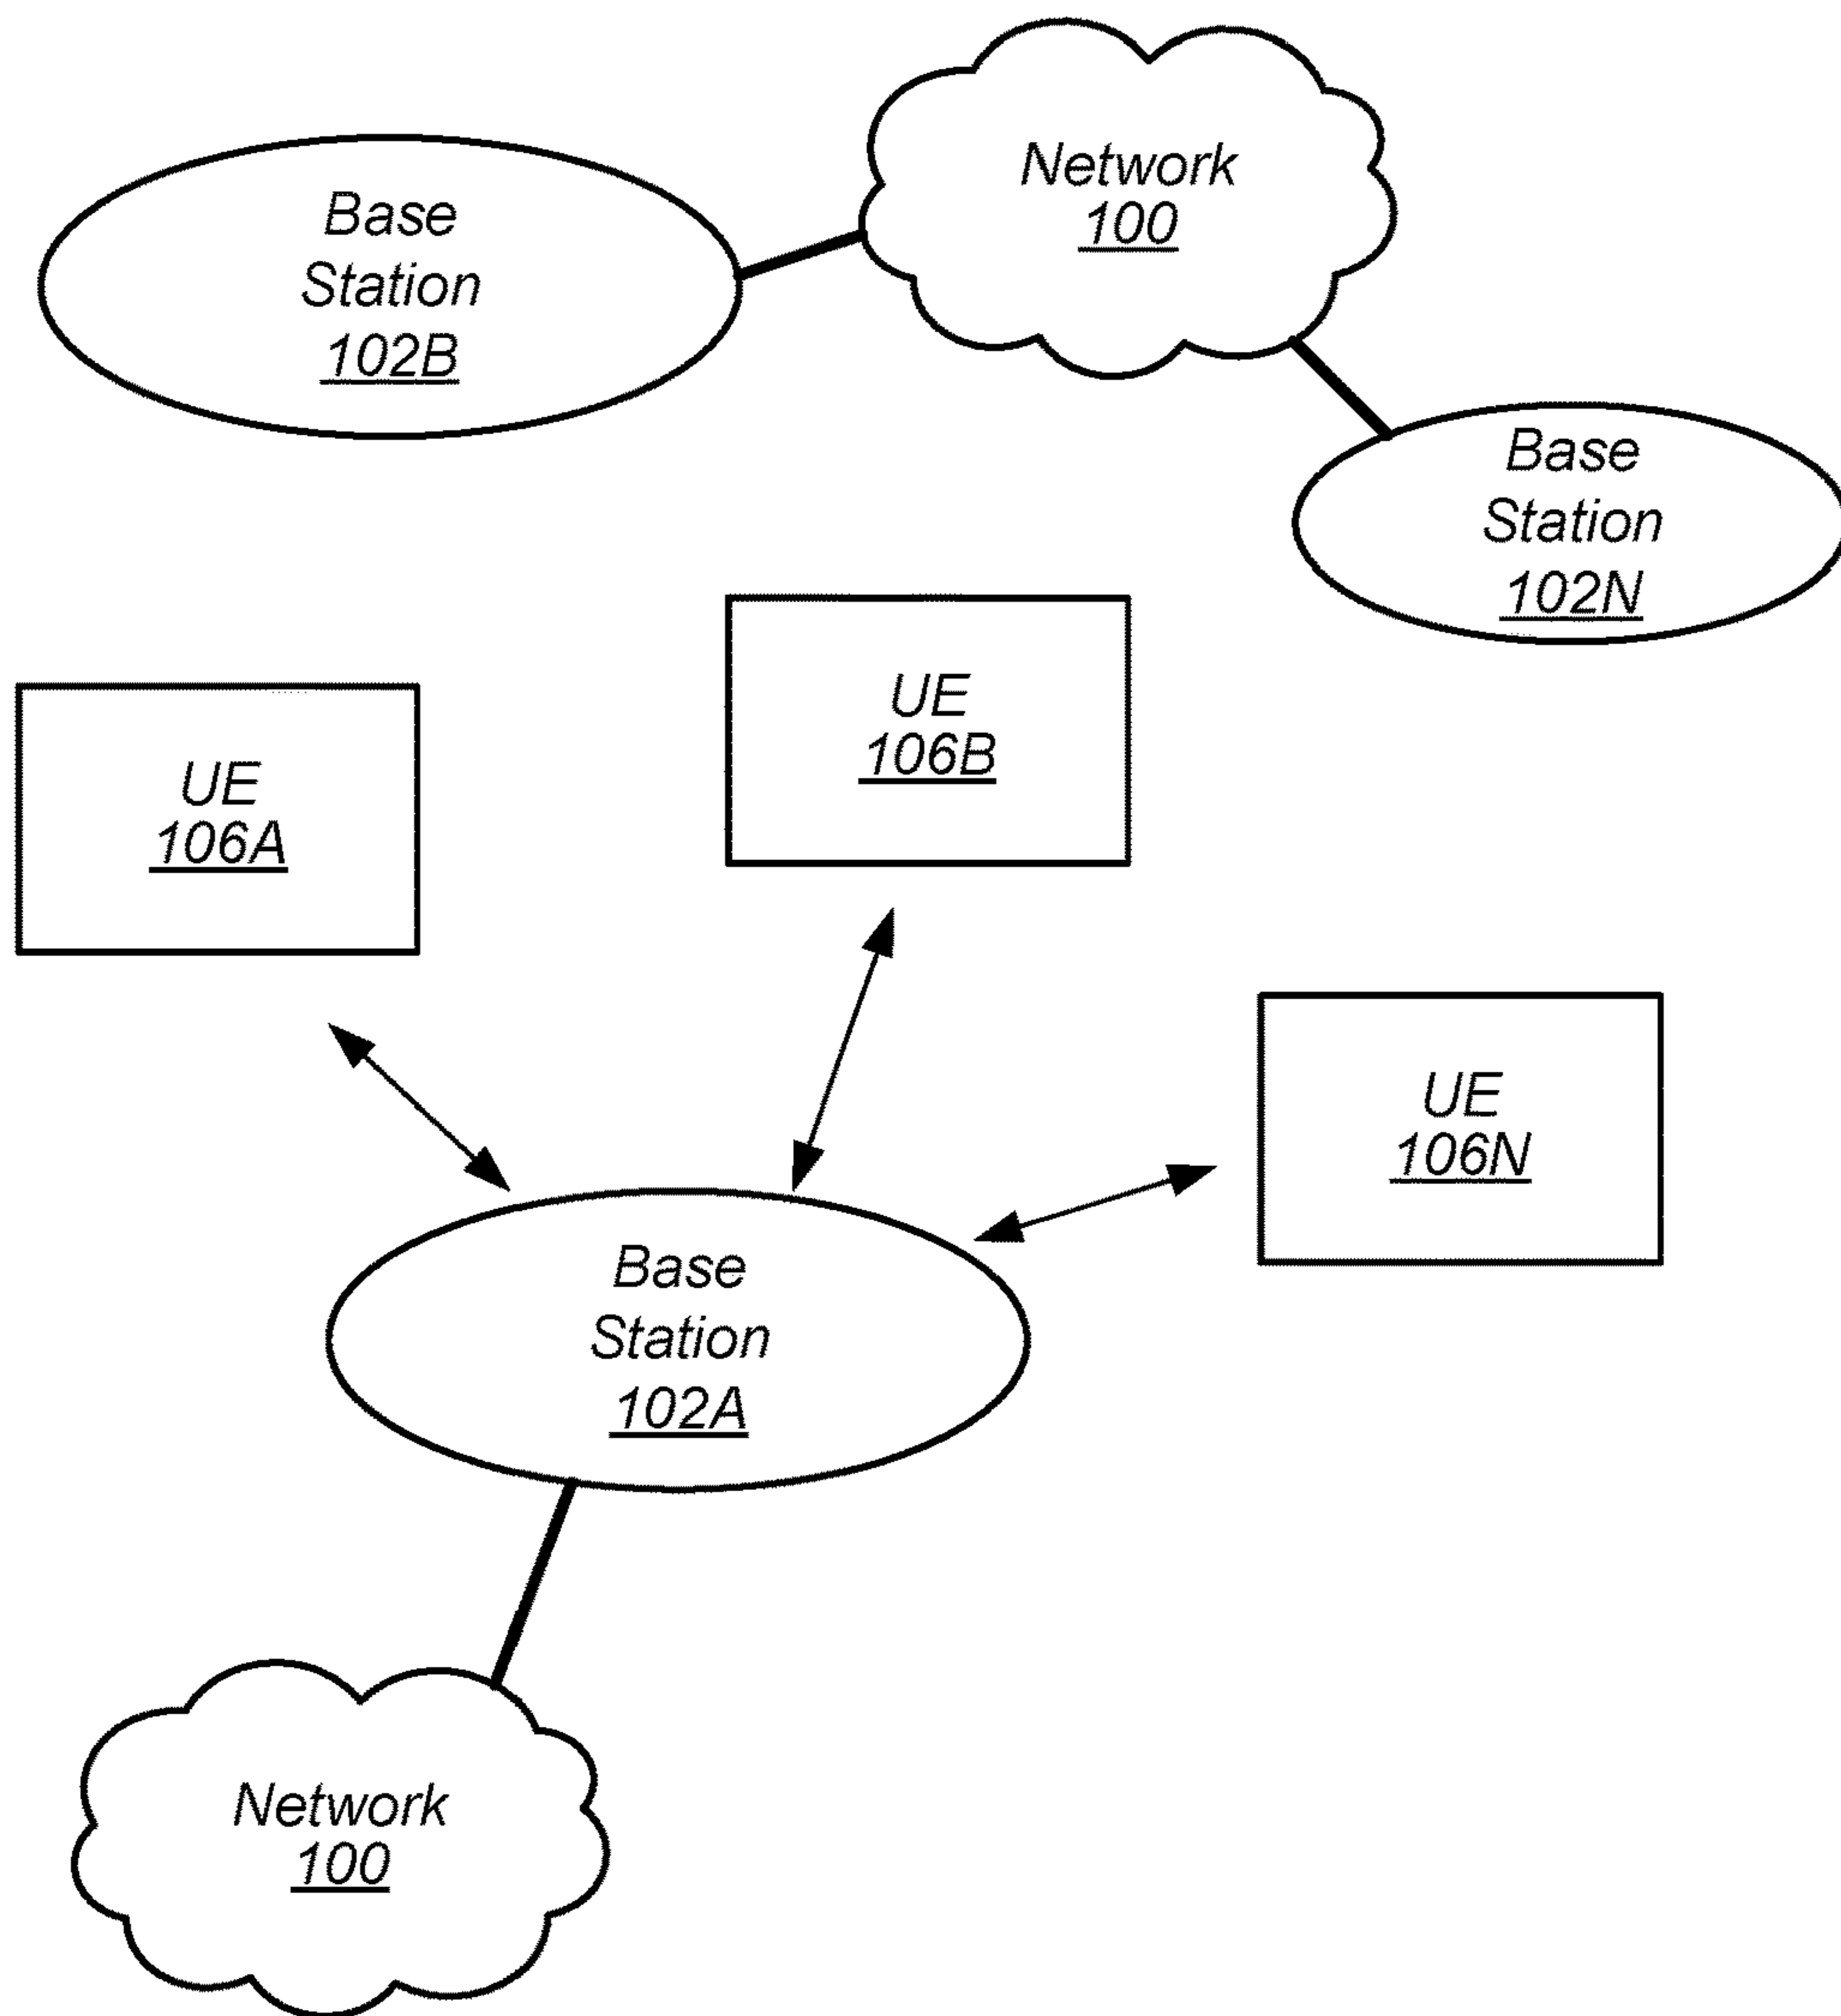 Network
100
Base
Station
102B
Base
Station
102N
UE
106B
UE
106A
UE
106N
Base
Station
102A
Network
100